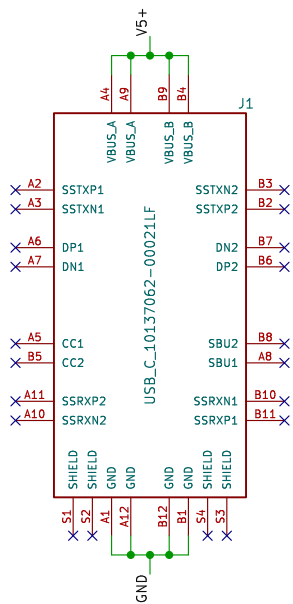 V5+
J1
A4 A9 B9 B4
VBUS_A VBUS_A VBUS_B VBUS_B
A2 SSTXP1 SSTXN2 B3
A3 SSTXN1 SSTXP2 B2
A6 DP1 DN2 B7
A7 DN1 DP2 B6
USB_C_10137062-00021LF
A5 CC1 SBU2 B8
B5 CC2 SBU1 A8
A11 SSRXP2 SSRXN1 B10
A10 SSRXN2 SSRXP1 B11
SHIELD SHIELD GND GND GND GND SHIELD SHIELD
S1 S2 A1 A12 B12 B1 S4 S3
GND